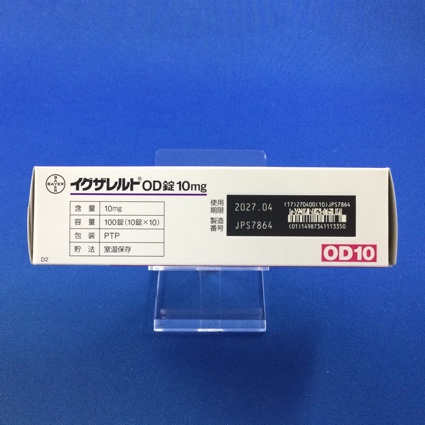 BAYER
イグザレルト® OD錠 10mg
含量 10mg
容量 100錠(10錠×10)
包装 PTP
貯法 室温保存
使用期限 2027.04
製造番号 JPS7864
(17)270400(10)JPS7864
(01)14987341113350
OD10
D2